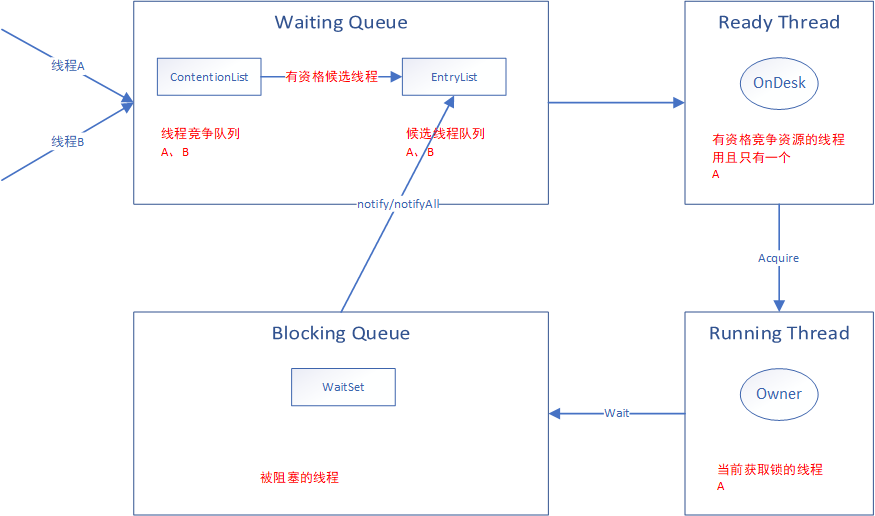 Waiting Queue
Ready Thread
线程A
线程B
ContentionList
有资格候选线程
EntryList
OnDesk
线程竞争队列
A、B
候选线程队列
A、B
有资格竞争资源的线程
用且只有一个
A
notify/notifyAll
Acquire
Blocking Queue
Running Thread
WaitSet
Owner
Wait
被阻塞的线程
当前获取锁的线程
A